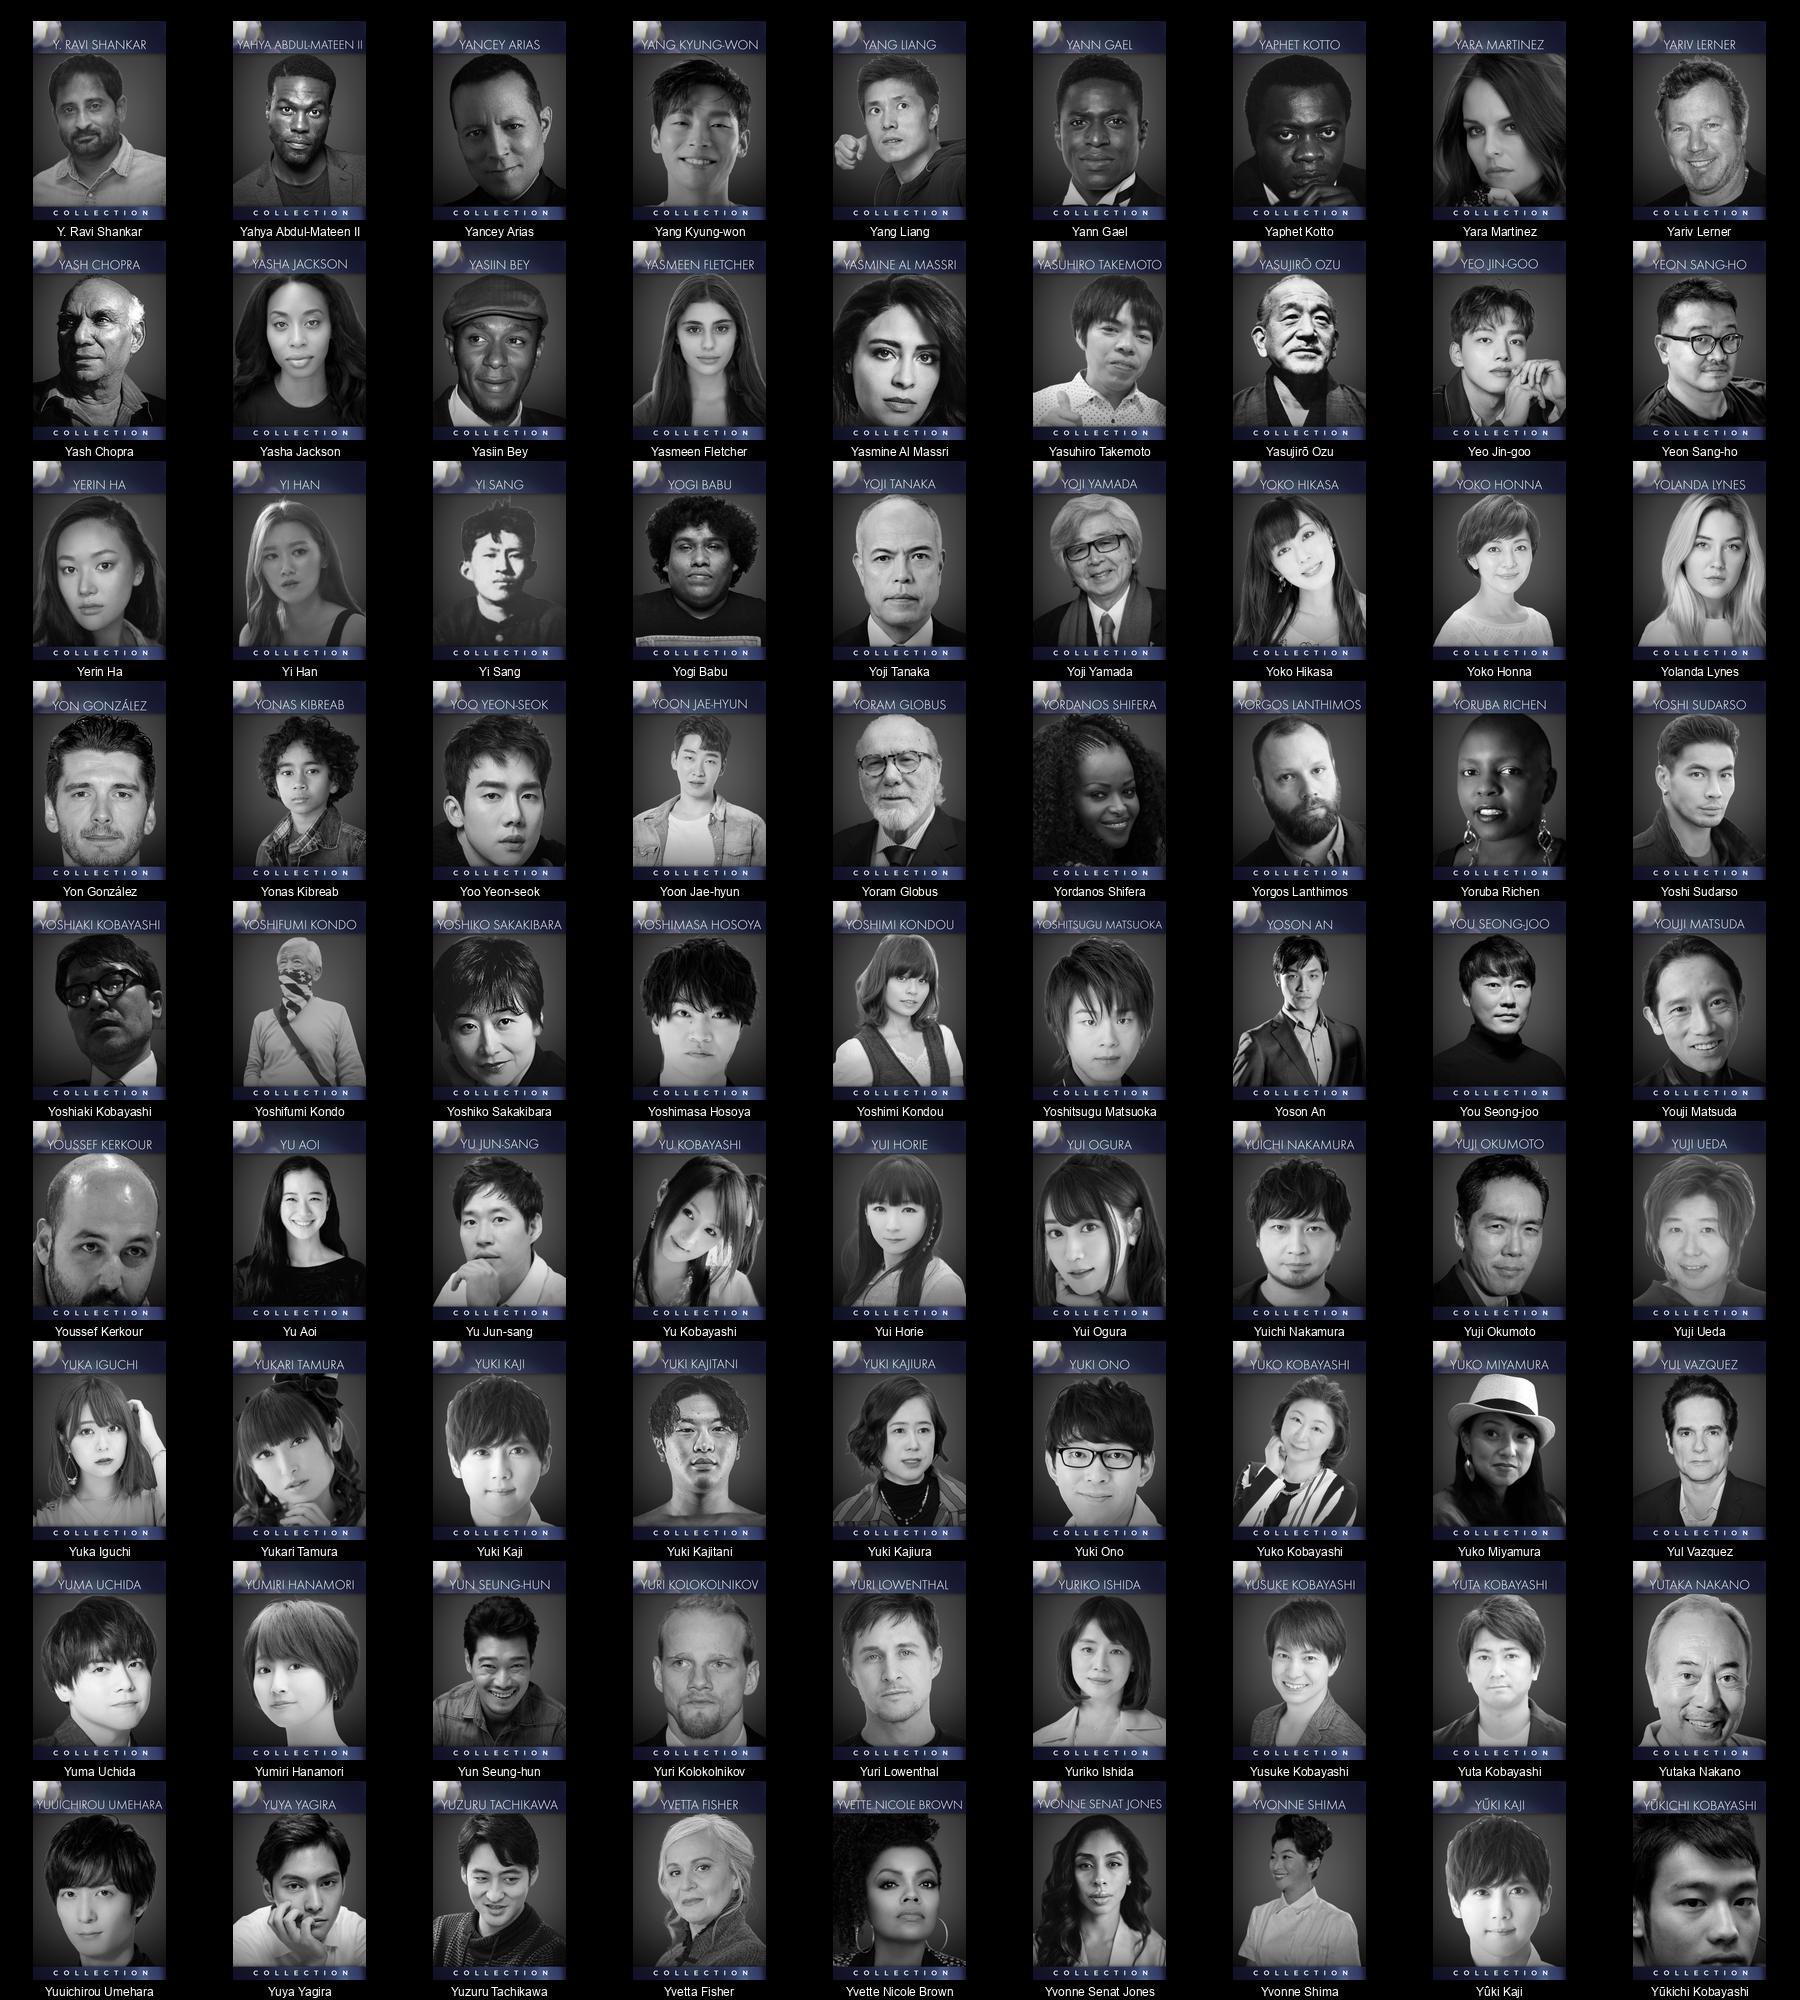 Y. RAVI SHANKAR YAHYA ABDUL-MATEEN II YANCEY ARIAS YANG KYUNG-WON YANG LIANG YANN GAEL YAPHET KOTTO YARA MARTINEZ YARIV LERNER
COLLECTION COLLECTION COLLECTION COLLECTION COLLECTION COLLECTION COLLECTION COLLECTION COLLECTION
Y. Ravi Shankar Yahya Abdul-Mateen II Yancey Arias Yang Kyung-won Yang Liang Yann Gael Yaphet Kotto Yara Martinez Yariv Lerner
YASH CHOPRA YASHA JACKSON YASIIN BEY YASMEEN FLETCHER YASMINE AL MASSRI YASUHIRO TAKEMOTO YASUJIRŌ OZU YEO JIN-GOO YEON SANG-HO
COLLECTION COLLECTION COLLECTION COLLECTION COLLECTION COLLECTION COLLECTION COLLECTION COLLECTION
Yash Chopra Yasha Jackson Yasiin Bey Yasmeen Fletcher Yasmine Al Massri Yasuhiro Takemoto Yasujirō Ozu Yeo Jin-goo Yeon Sang-ho
YERIN HA YI HAN YI SANG YOGI BABU YOJI TANAKA YOJI YAMADA YOKO HIKASA YOKO HONNA YOLANDA LYNES
COLLECTION COLLECTION COLLECTION COLLECTION COLLECTION COLLECTION COLLECTION COLLECTION COLLECTION
Yerin Ha Yi Han Yi Sang Yogi Babu Yoji Tanaka Yoji Yamada Yoko Hikasa Yoko Honna Yolanda Lynes
YON GONZÁLEZ YONAS KIBREAB YOO YEON-SEOK YOON JAE-HYUN YORAM GLOBUS YORDANOS SHIFERA YORGOS LANTHIMOS YORUBA RICHEN YOSHI SUDARSO
COLLECTION COLLECTION COLLECTION COLLECTION COLLECTION COLLECTION COLLECTION COLLECTION COLLECTION
Yon González Yonas Kibreab Yoo Yeon-seok Yoon Jae-hyun Yoram Globus Yordanos Shifera Yorgos Lanthimos Yoruba Richen Yoshi Sudarso
YOSHIAKI KOBAYASHI YOSHIFUMI KONDO YOSHIKO SAKAKIBARA YOSHIMASA HOSOYA YOSHIMI KONDOU YOSHITSUGU MATSUOKA YOSON AN YOU SEONG-JOO YOUJI MATSUDA
COLLECTION COLLECTION COLLECTION COLLECTION COLLECTION COLLECTION COLLECTION COLLECTION COLLECTION
Yoshiaki Kobayashi Yoshifumi Kondo Yoshiko Sakakibara Yoshimasa Hosoya Yoshimi Kondou Yoshitsugu Matsuoka Yoson An You Seong-joo Youji Matsuda
YOUSSEF KERKOUR YU AOI YU JUN-SANG YU KOBAYASHI YUI HORIE YUI OGURA YUICHI NAKAMURA YUJI OKUMOTO YUJI UEDA
COLLECTION COLLECTION COLLECTION COLLECTION COLLECTION COLLECTION COLLECTION COLLECTION COLLECTION
Youssef Kerkour Yu Aoi Yu Jun-sang Yu Kobayashi Yui Horie Yui Ogura Yuichi Nakamura Yuji Okumoto Yuji Ueda
YUKA IGUCHI YUKARI TAMURA YUKI KAJI YUKI KAJITANI YUKI KAJIURA YUKI ONO YUKO KOBAYASHI YUKO MIYAMURA YUL VAZQUEZ
COLLECTION COLLECTION COLLECTION COLLECTION COLLECTION COLLECTION COLLECTION COLLECTION COLLECTION
Yuka Iguchi Yukari Tamura Yuki Kaji Yuki Kajitani Yuki Kajiura Yuki Ono Yuko Kobayashi Yuko Miyamura Yul Vazquez
YUMA UCHIDA YUMIRI HANAMORI YUN SEUNG-HUN YURI KOLOKOLNIKOV YURI LOWENTHAL YURIKO ISHIDA YUSUKE KOBAYASHI YUTA KOBAYASHI YUTAKA NAKANO
COLLECTION COLLECTION COLLECTION COLLECTION COLLECTION COLLECTION COLLECTION COLLECTION COLLECTION
Yuma Uchida Yumiri Hanamori Yun Seung-hun Yuri Kolokolnikov Yuri Lowenthal Yuriko Ishida Yusuke Kobayashi Yuta Kobayashi Yutaka Nakano
YUUICHIROU UMEHARA YUYA YAGIRA YUZURU TACHIKAWA YVETTA FISHER YVETTE NICOLE BROWN YVONNE SENAT JONES YVONNE SHIMA YŪKI KAJI YŪKICHI KOBAYASHI
COLLECTION COLLECTION COLLECTION COLLECTION COLLECTION COLLECTION COLLECTION COLLECTION COLLECTION
Yuuichirou Umehara Yuya Yagira Yuzuru Tachikawa Yvetta Fisher Yvette Nicole Brown Yvonne Senat Jones Yvonne Shima Yûki Kaji Yūkichi Kobayashi